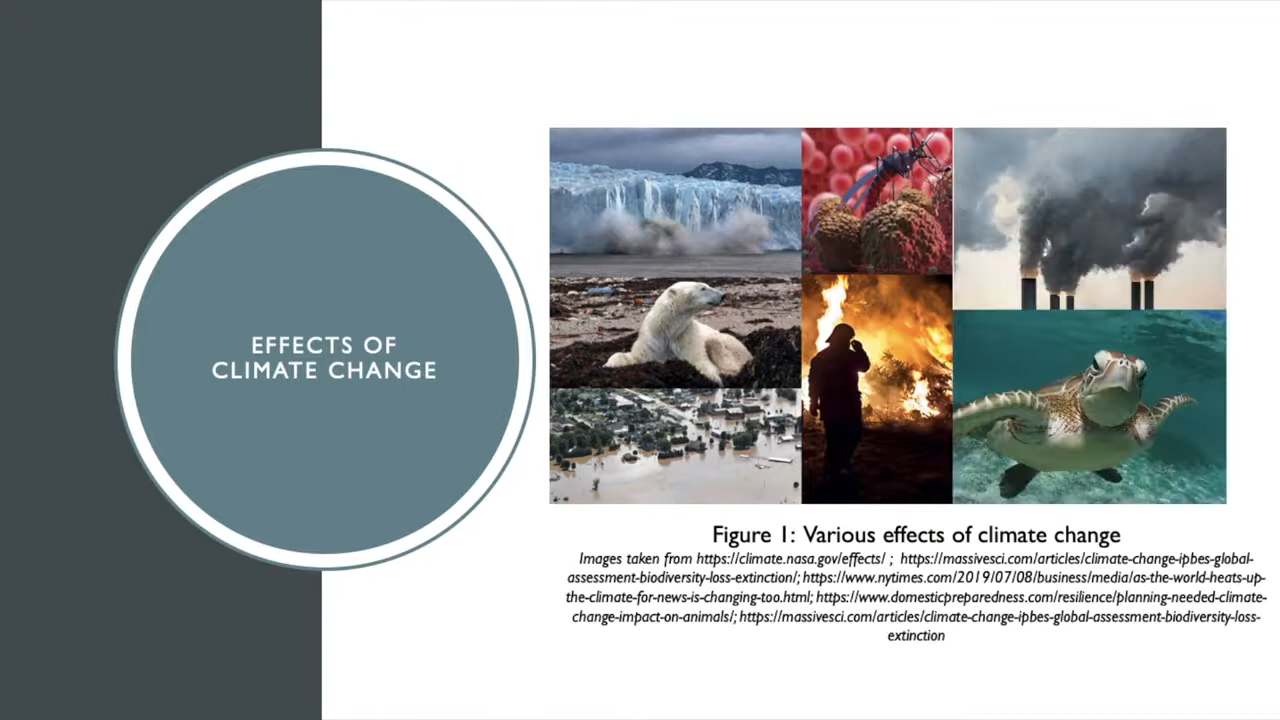 EFFECTS OF
CLIMATE CHANGE
Figure 1: Various effects of climate change
Images taken from https://climate.nasa.gov/effects/ ; https://massivesci.com/articles/climate-change-ipbes-global-
assessment-biodiversity-loss-extinction/; https://www.nytimes.com/2019/07/08/business/media/as-the-world-heats-up-
the-climate-for-news-is-changing-too.html; https://www.domesticpreparedness.com/resilience/planning-needed-climate-
change-impact-on-animals/; https://massivesci.com/articles/climate-change-ipbes-global-assessment-biodiversity-loss-
extinction